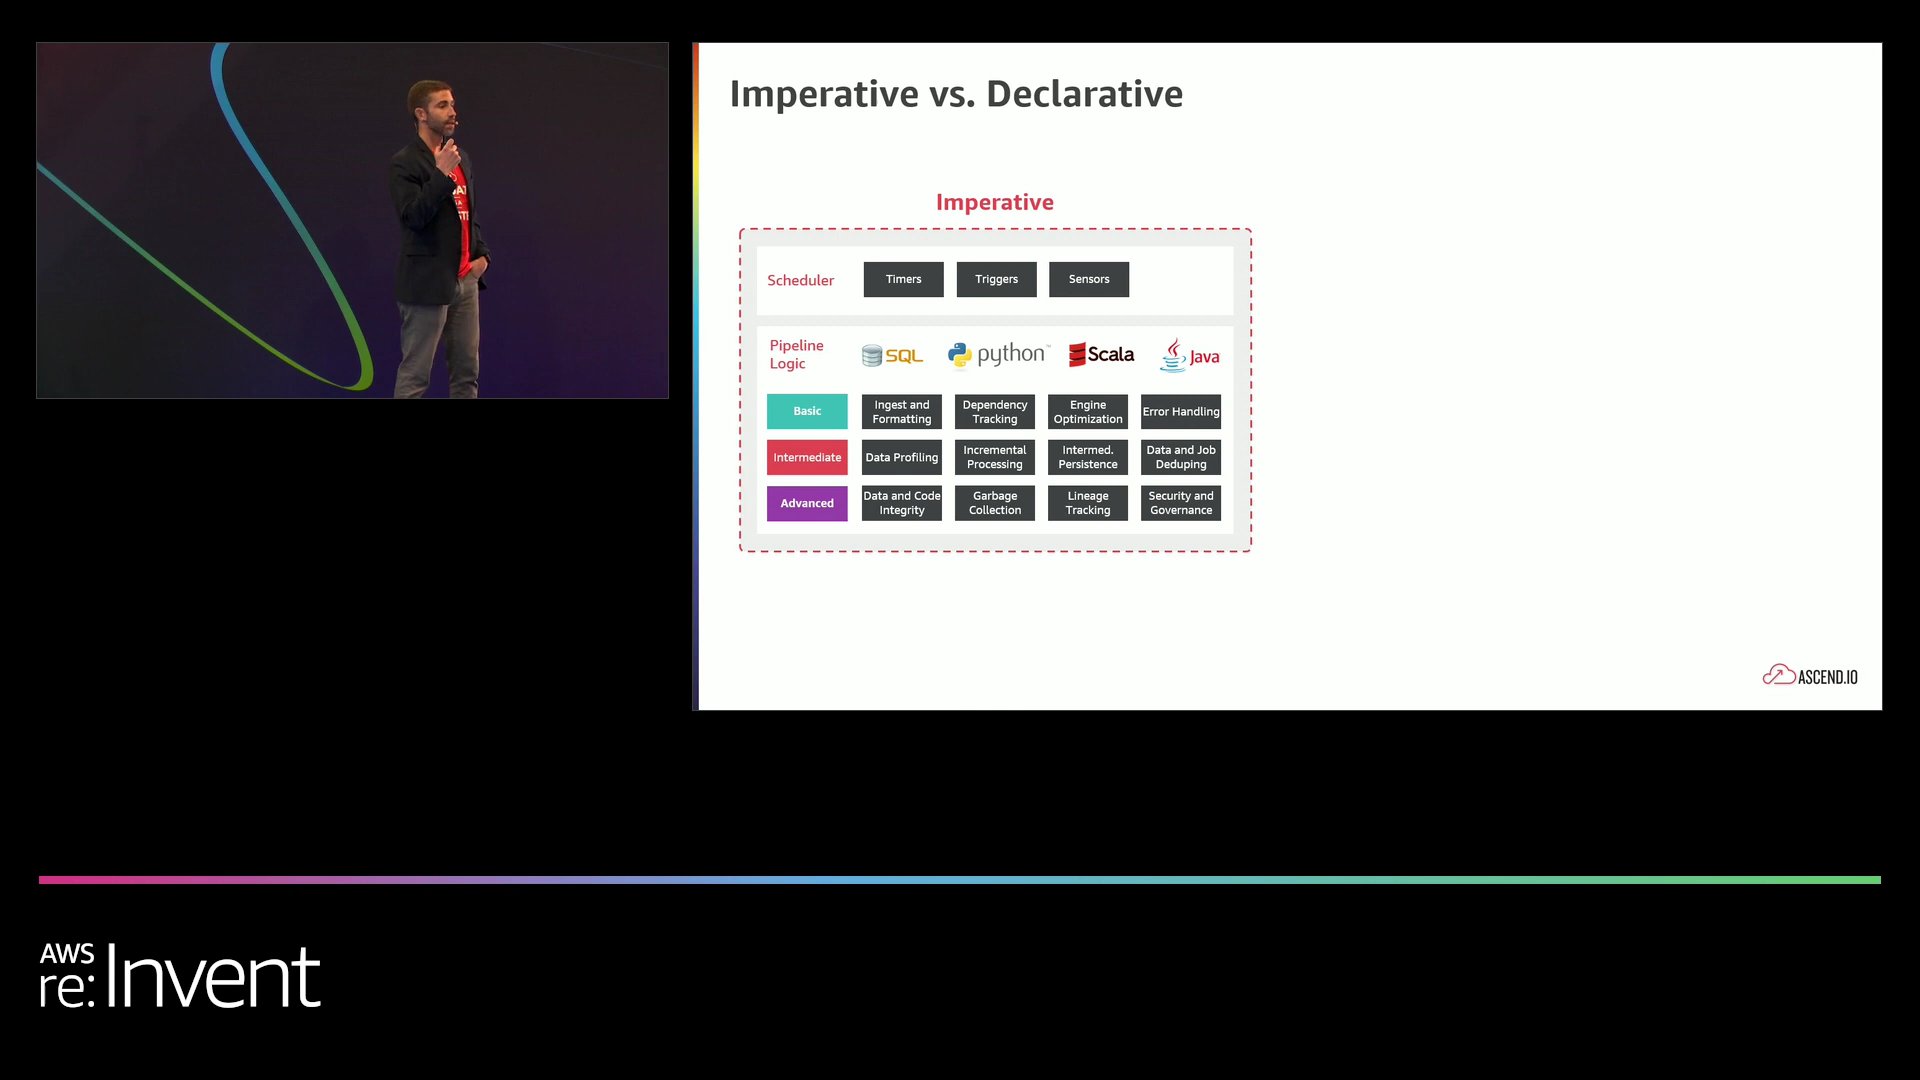 Imperative vs. Declarative
Imperative
Scheduler
Timers
Triggers
Sensors
Pipeline
Logic
SQL
python™
Scala
Java
Basic
Ingest and
Formatting
Dependency
Tracking
Engine
Optimization
Error Handling
Intermediate
Data Profiling
Incremental
Processing
Intermed.
Persistence
Data and Job
Deduping
Advanced
Data and Code
Integrity
Garbage
Collection
Lineage
Tracking
Security and
Governance
ASCEND.IO
AWS
re:Invent